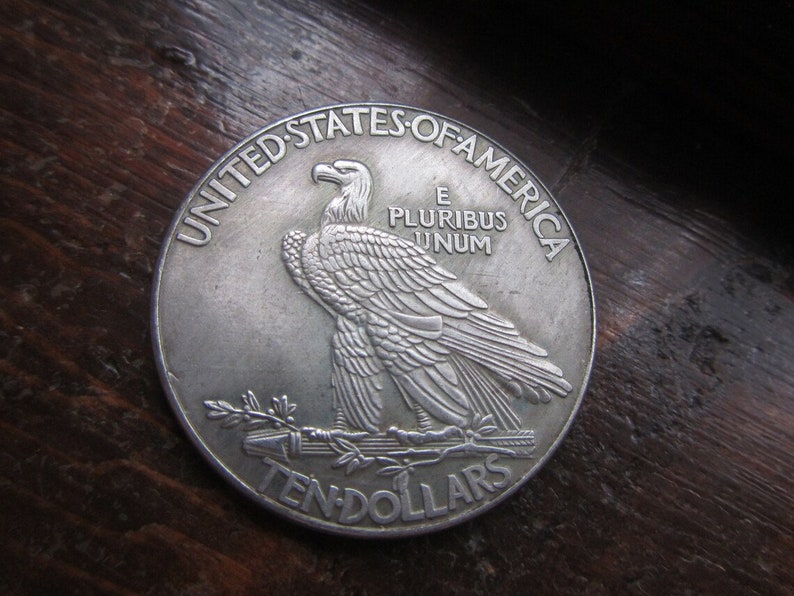 UNITED·STATES·OF·AMERICA
E
PLURIBUS
UNUM
TEN·DOLLARS